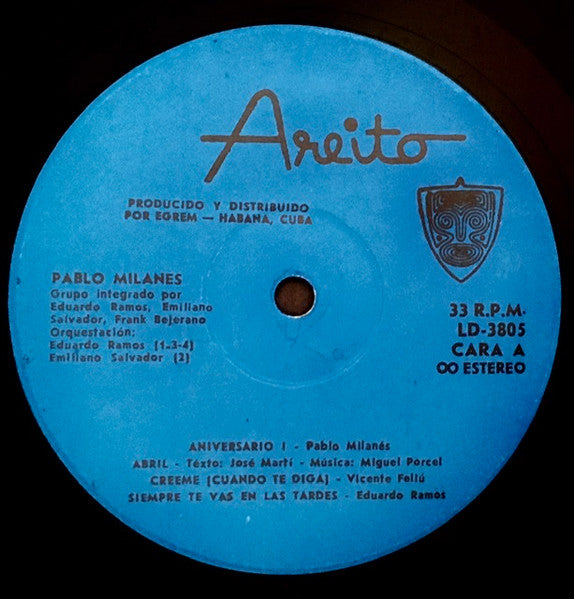 Areito
PRODUCIDO Y DISTRIBUIDO
POR EGREM — HABANA, CUBA
PABLO MILANES
Grupo integrado por
Eduardo Ramos, Emiliano
Salvador, Frank Bejerano
Orquestación:
Eduardo Ramos (1-3-4)
Emiliano Salvador (2)
33 R.P.M.
LD-3805
CARA A
∞ ESTEREO
ANIVERSARIO I - Pablo Milanés
ABRIL - Texto: José Martí - Música: Miguel Porcel
CREEME (CUANDO TE DIGA) - Vicente Feliú
SIEMPRE TE VAS EN LAS TARDES - Eduardo Ramos